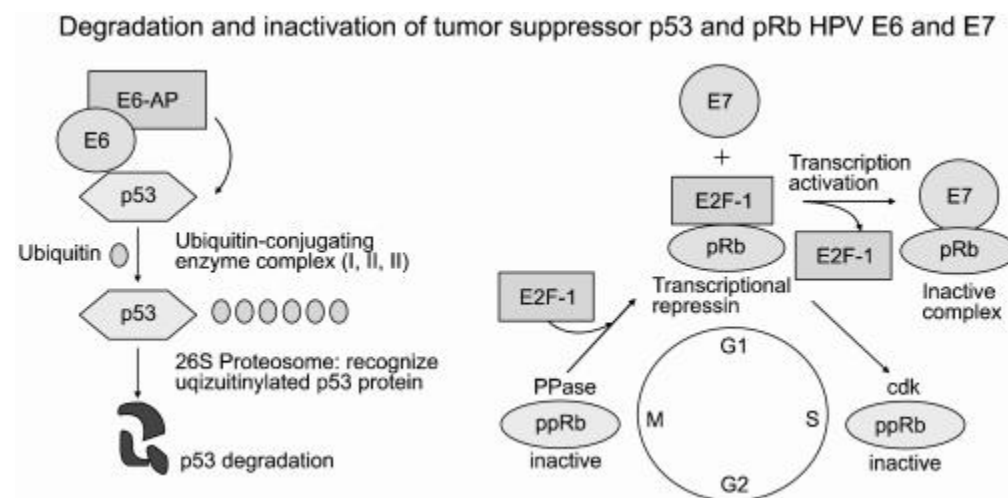 Degradation and inactivation of tumor suppressor p53 and pRb HPV E6 and E7
E6-AP
E6
p53
Ubiquitin
Ubiquitin-conjugating
enzyme complex (I, II, II)
p53
26S Proteosome: recognize
uqizuitinylated p53 protein
p53 degradation
E7
+
E2F-1
pRb
Transcriptional
repressin
Transcription
activation
E2F-1
E7
pRb
Inactive
complex
E2F-1
PPase
ppRb
inactive
G1
M
S
G2
cdk
ppRb
inactive